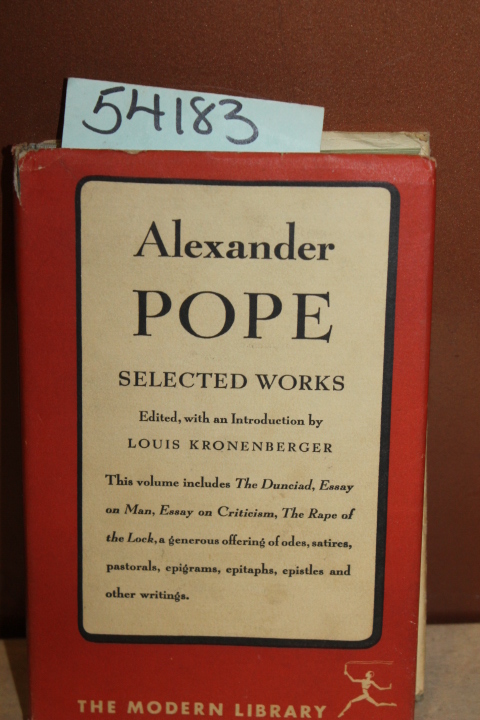 54183
Alexander
POPE
SELECTED WORKS
Edited, with an Introduction by
LOUIS KRONENBERGER
This volume includes The Dunciad, Essay
on Man, Essay on Criticism, The Rape of
the Lock, a generous offering of odes, satires,
pastorals, epigrams, epitaphs, epistles and
other writings.
THE MODERN LIBRARY